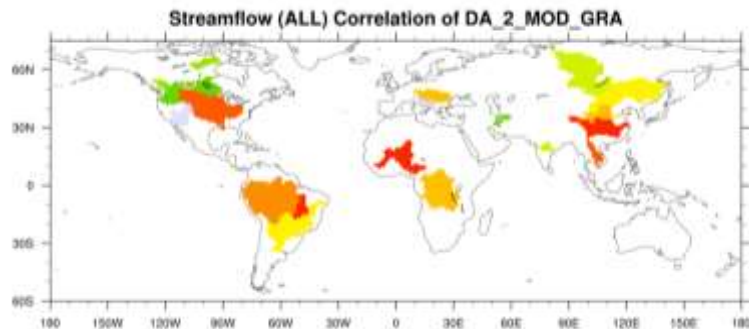 Streamflow (ALL) Correlation of DA_2_MOD_GRA
60N
30N
0
30S
60S
180 150W 120W 90W 60W 30W 0 30E 60E 90E 120E 150E 180